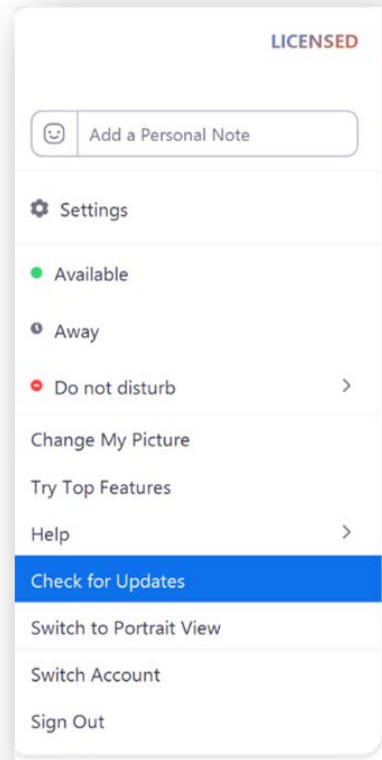 LICENSED
Add a Personal Note
Settings
Available
Away
Do not disturb
Change My Picture
Try Top Features
Help
Check for Updates
Switch to Portrait View
Switch Account
Sign Out